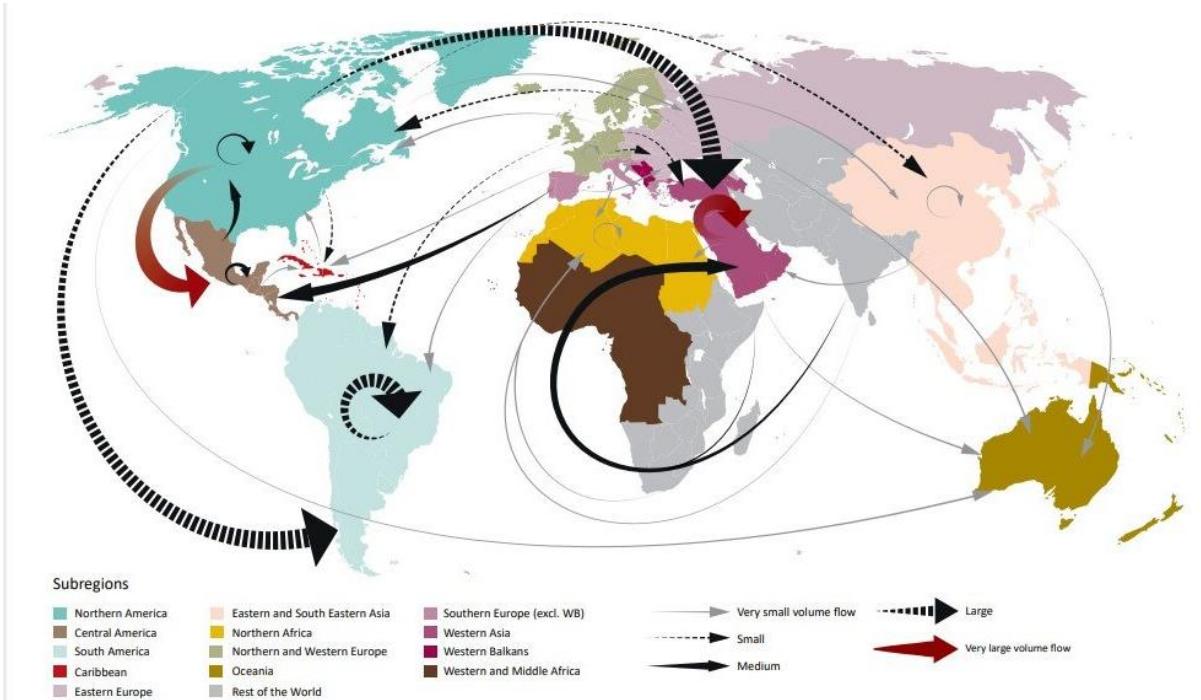 Subregions
Northern America
Central America
South America
Caribbean
Eastern Europe
Eastern and South Eastern Asia
Northern Africa
Northern and Western Europe
Oceania
Rest of the World
Southern Europe (excl. WB)
Western Asia
Western Balkans
Western and Middle Africa
Very small volume flow
Small
Medium
Large
Very large volume flow